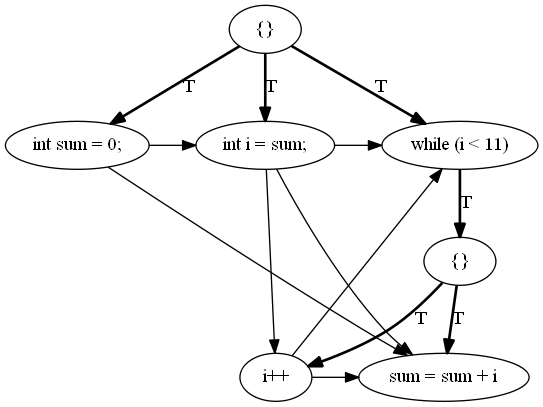 {}
T
T
T
int sum = 0;
int i = sum;
while (i < 11)
T
{}
T
T
i++
sum = sum + i